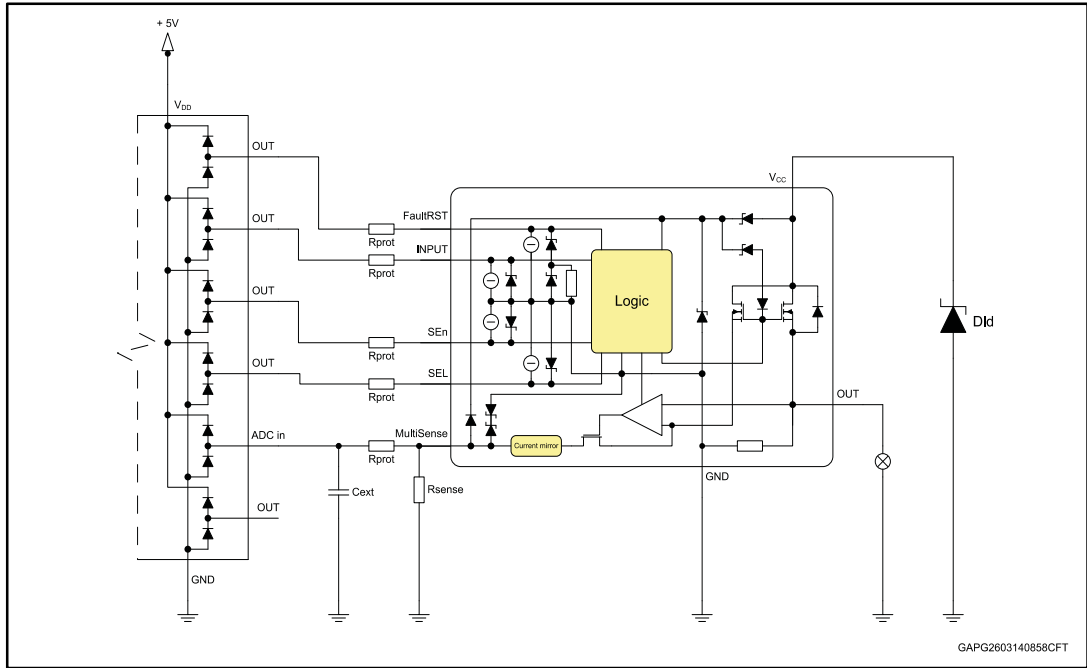 + 5V
VDD
OUT
OUT
OUT
OUT
ADC in
OUT
GND
Rprot
Rprot
Rprot
Rprot
Rprot
Cext
Rsense
FaultRST
INPUT
SEn
SEL
MultiSense
Logic
Current mirror
VCC
OUT
GND
Dld
GAPG2603140858CFT